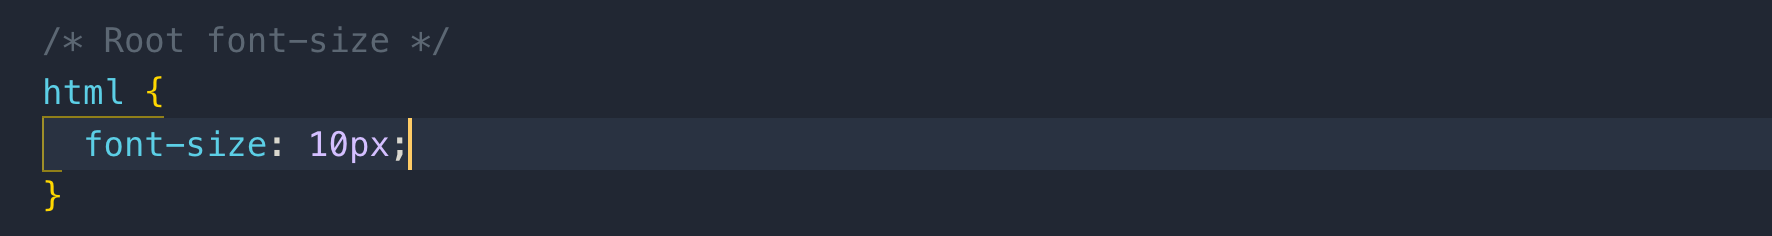 /* Root font-size */
html {
  font-size: 10px;
}